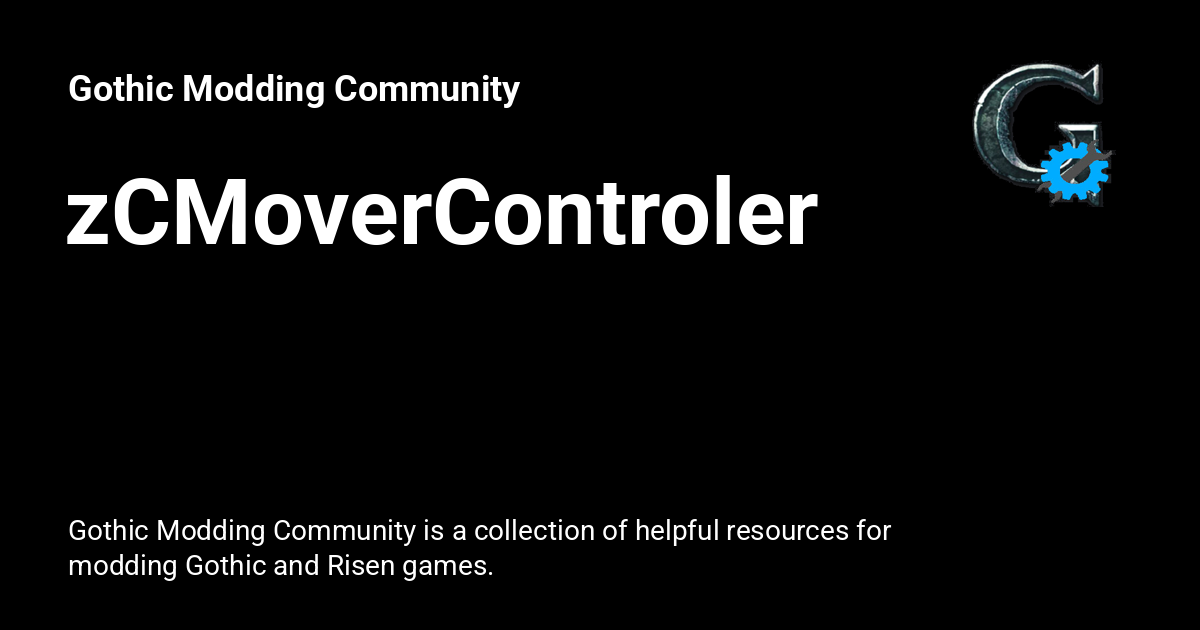 Gothic Modding Community
zCMoverControler
Gothic Modding Community is a collection of helpful resources for
modding Gothic and Risen games.